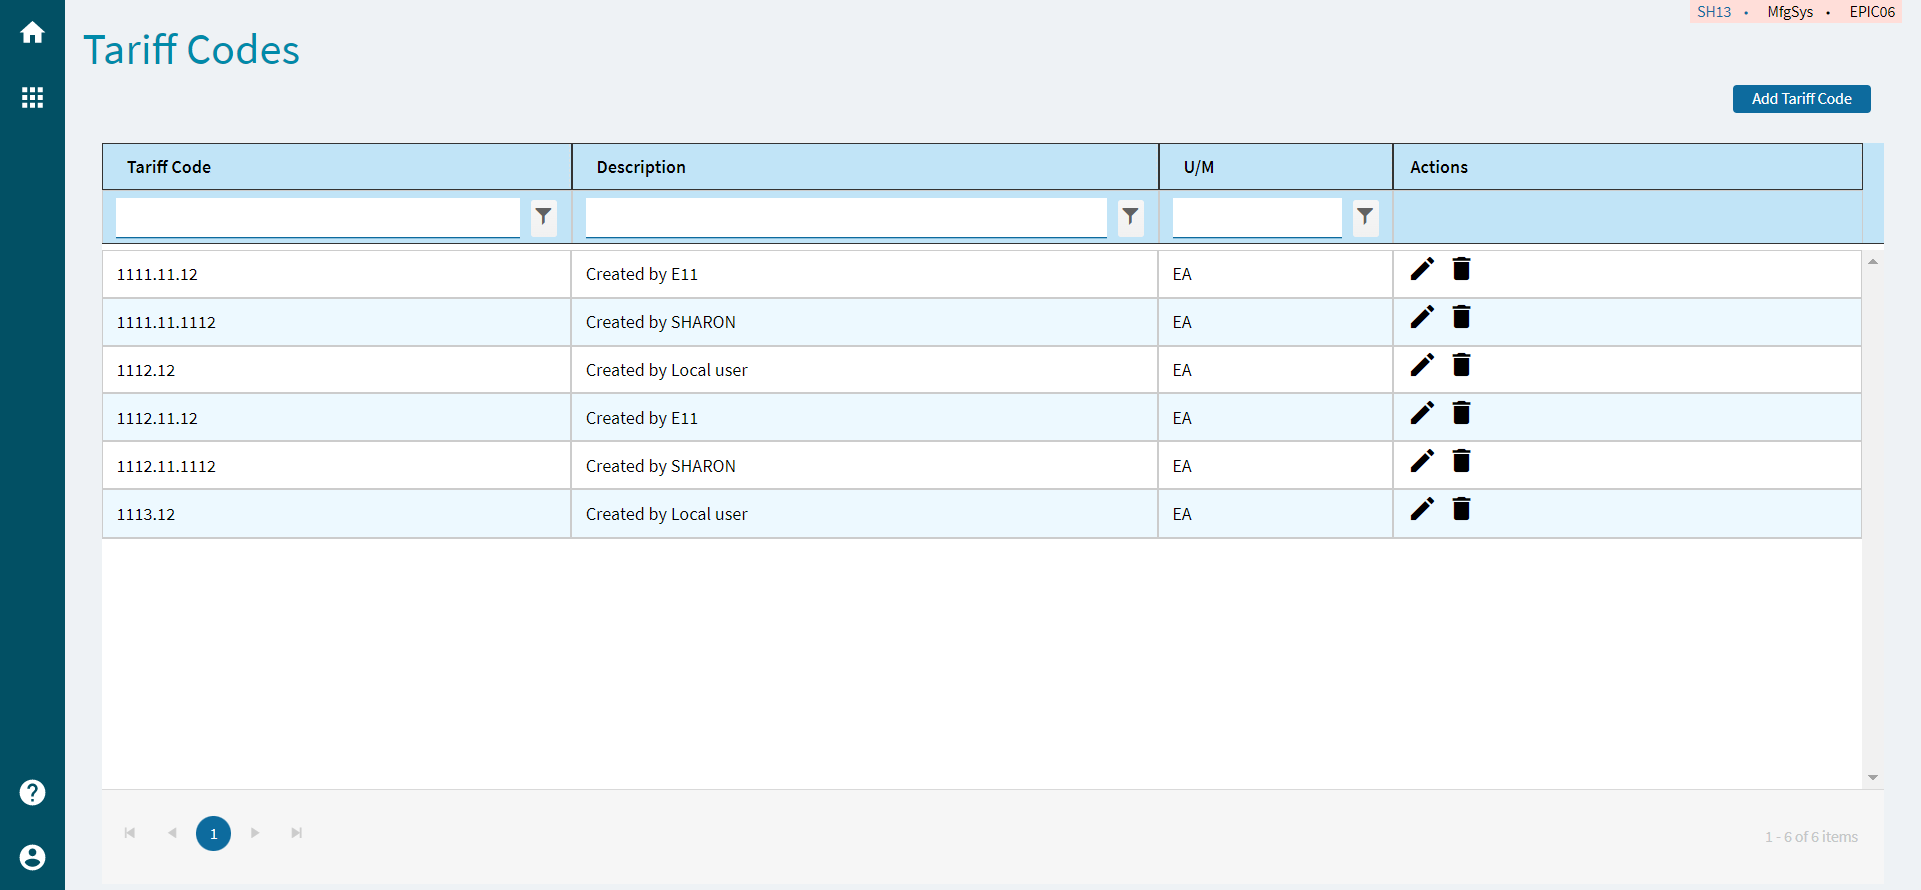 SH13 • MfgSys • EPIC06
Tariff Codes
Add Tariff Code
Tariff Code Description U/M Actions
1111.11.12 Created by E11 EA
1111.11.1112 Created by SHARON EA
1112.12 Created by Local user EA
1112.11.12 Created by E11 EA
1112.11.1112 Created by SHARON EA
1113.12 Created by Local user EA
1
1 - 6 of 6 items